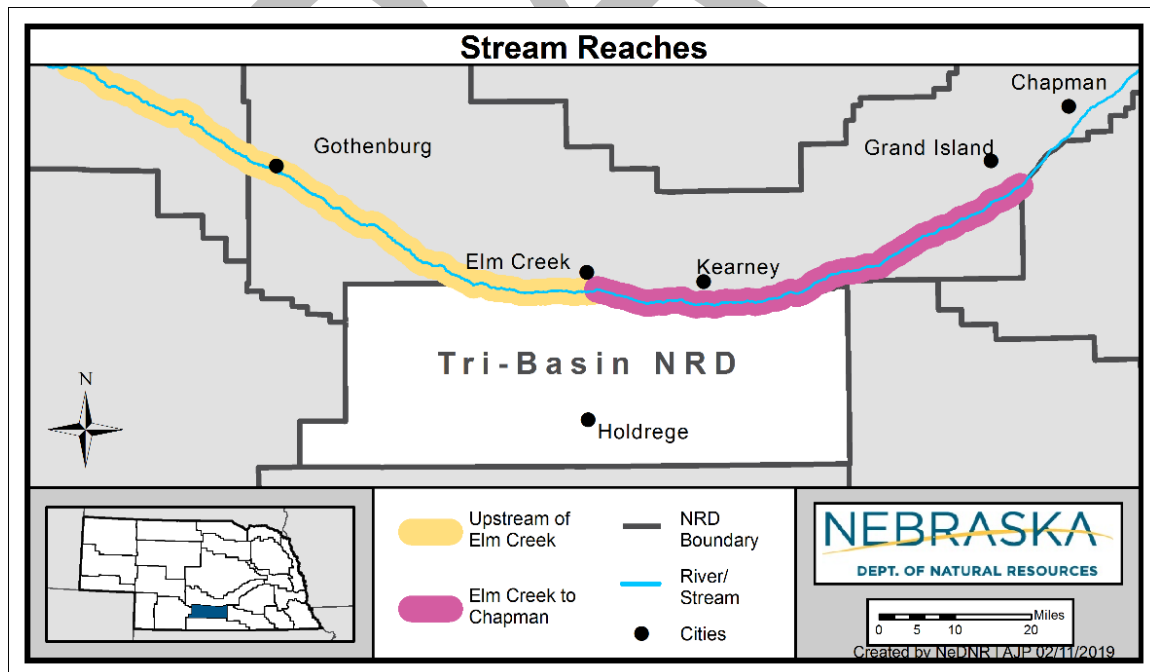 Stream Reaches
Chapman
Gothenburg
Grand Island
Elm Creek
Kearney
Tri-Basin NRD
N
Holdrege
Upstream of
Elm Creek
Elm Creek to
Chapman
NRD
Boundary
River/
Stream
Cities
NEBRASKA
DEPT. OF NATURAL RESOURCES
Miles
0 5 10 20
Created by NeDNR | AJP 02/11/2019